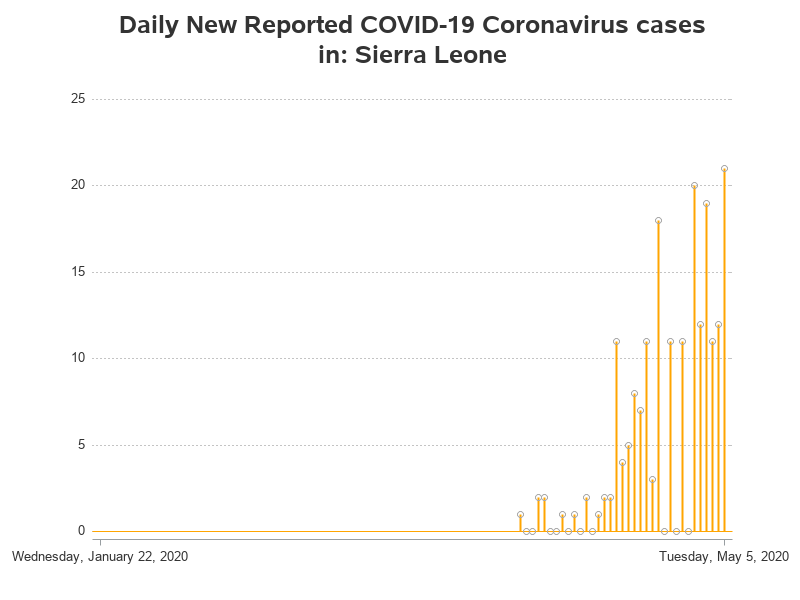 Daily New Reported COVID-19 Coronavirus cases
in: Sierra Leone
25
20
15
10
5
0
Wednesday, January 22, 2020
Tuesday, May 5, 2020